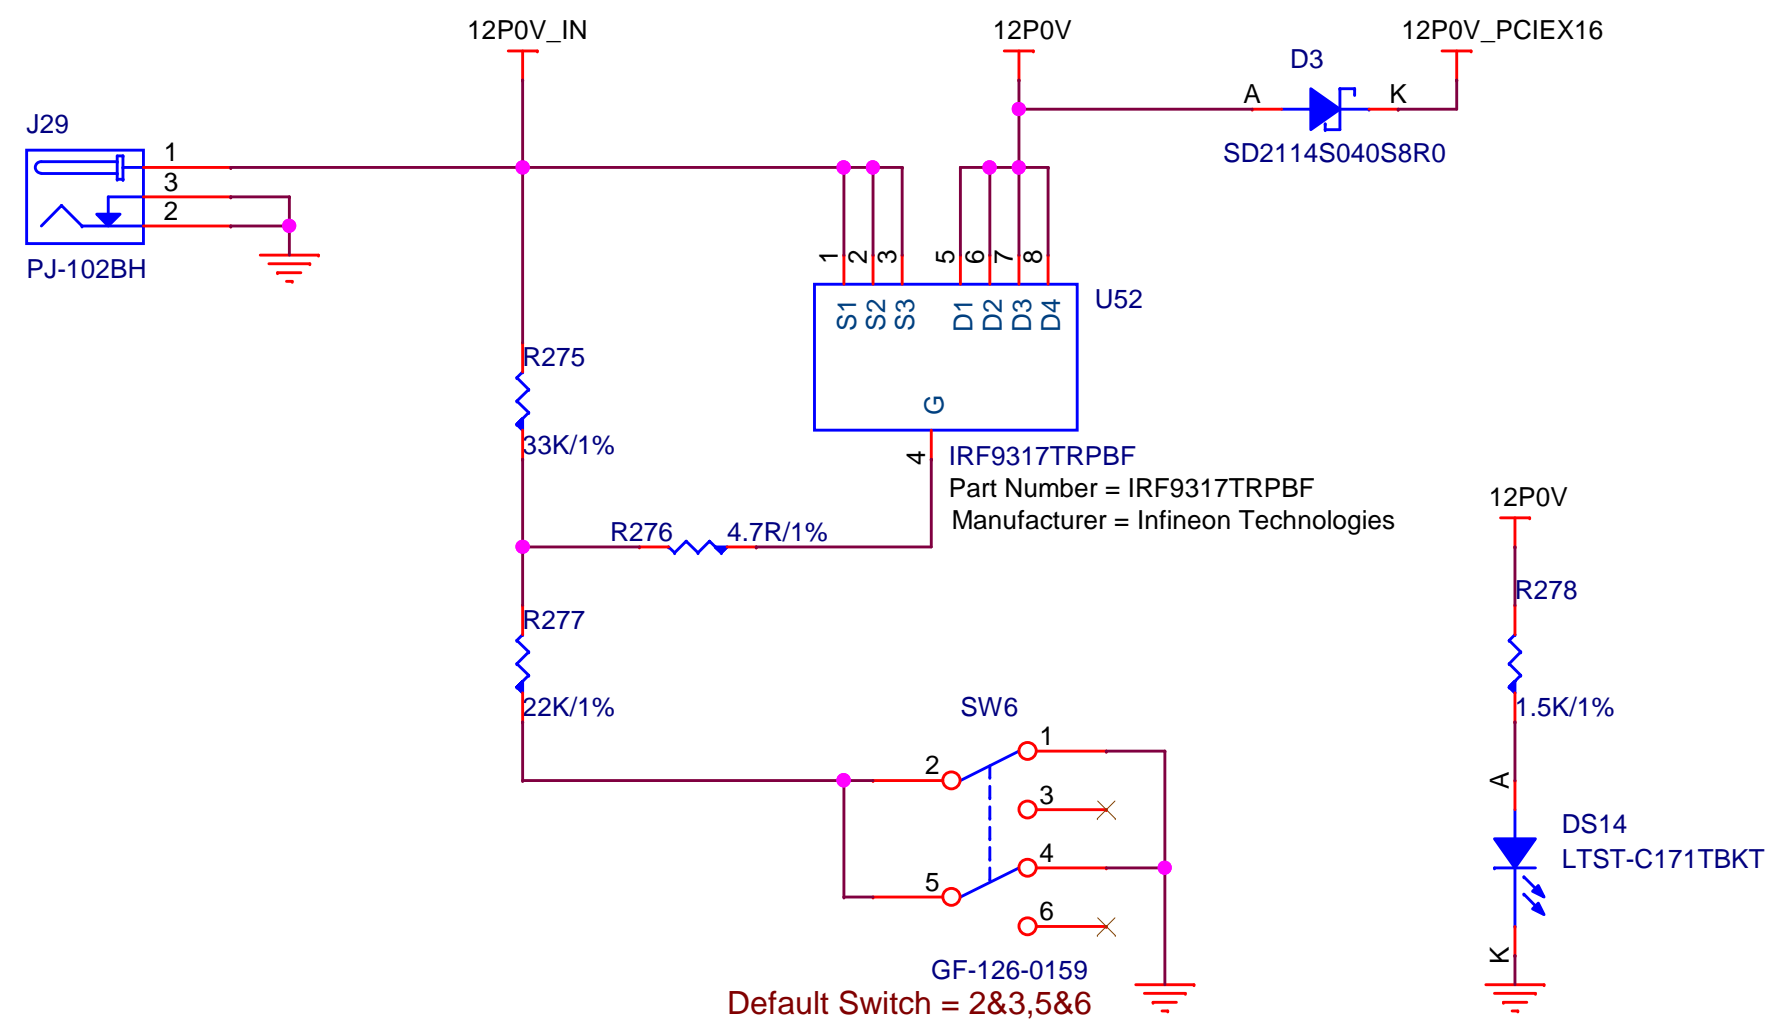 12P0V_IN
12P0V
12P0V_PCIEX16
D3
A
K
SD2114S040S8R0
J29
1
3
2
PJ-102BH
1
2
3
5
6
7
8
S1
S2
S3
D1
D2
D3
D4
U52
G
4
IRF9317TRPBF
Part Number = IRF9317TRPBF
Manufacturer = Infineon Technologies
R275
33K/1%
R276
4.7R/1%
R277
22K/1%
SW6
1
2
3
4
5
6
GF-126-0159
Default Switch = 2&3,5&6
12P0V
R278
1.5K/1%
A
DS14
LTST-C171TBKT
K